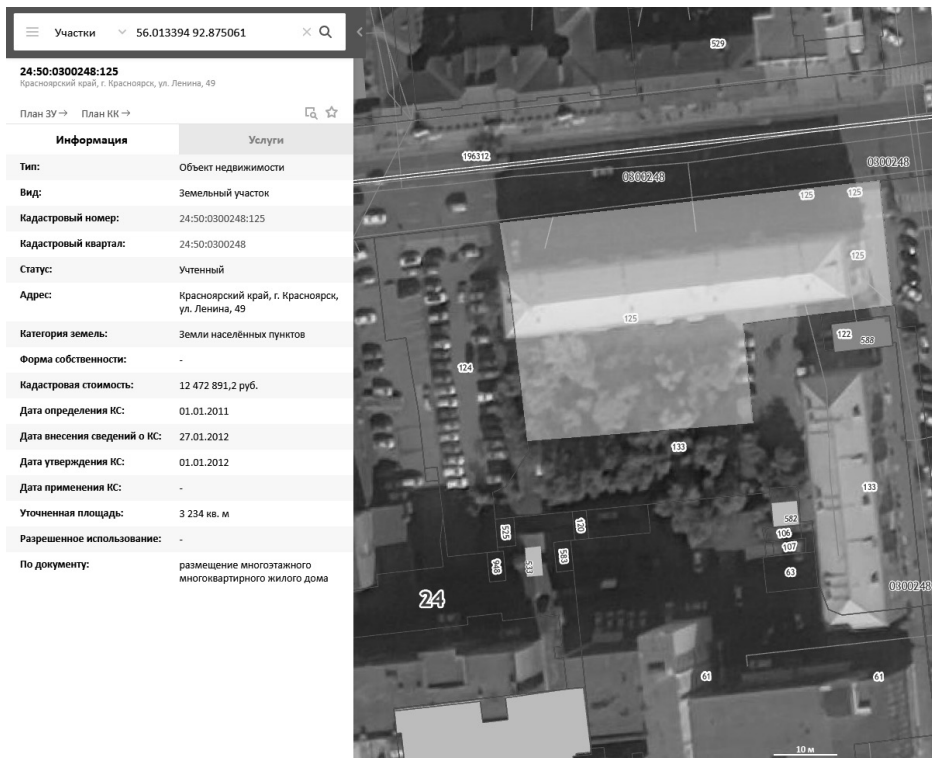 Участки 56.013394 92.875061
24:50:0300248:125
Красноярский край, г. Красноярск, ул. Ленина, 49
План ЗУ → План КК →
Информация Услуги
Тип: Объект недвижимости
Вид: Земельный участок
Кадастровый номер: 24:50:0300248:125
Кадастровый квартал: 24:50:0300248
Статус: Учтенный
Адрес: Красноярский край, г. Красноярск,
ул. Ленина, 49
Категория земель: Земли населённых пунктов
Форма собственности: -
Кадастровая стоимость: 12 472 891,2 руб.
Дата определения КС: 01.01.2011
Дата внесения сведений о КС: 27.01.2012
Дата утверждения КС: 01.01.2012
Дата применения КС: -
Уточненная площадь: 3 234 кв. м
Разрешенное использование: -
По документу: размещение многоэтажного
многоквартирного жилого дома
529
196312
0300248
0300248
125
125
125
125
122
588
124
133
133
582
525
120
106
107
948
533
583
63
24
0300248
61
61
10 м